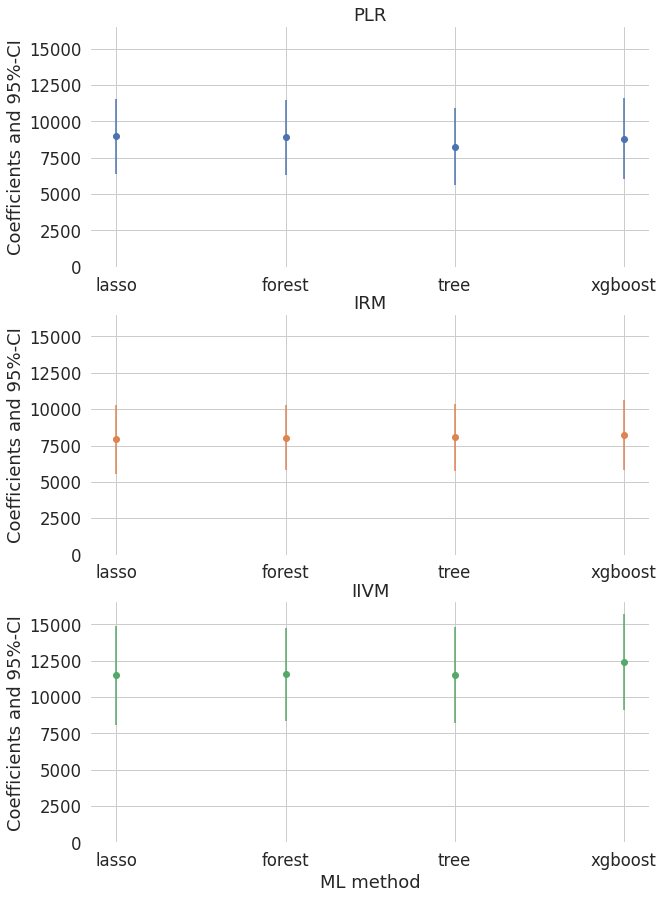 PLR
Coefficients and 95%-CI
15000
12500
10000
7500
5000
2500
0
lasso forest tree xgboost
IRM
Coefficients and 95%-CI
15000
12500
10000
7500
5000
2500
0
lasso forest tree xgboost
IIVM
Coefficients and 95%-CI
15000
12500
10000
7500
5000
2500
0
lasso forest tree xgboost
ML method